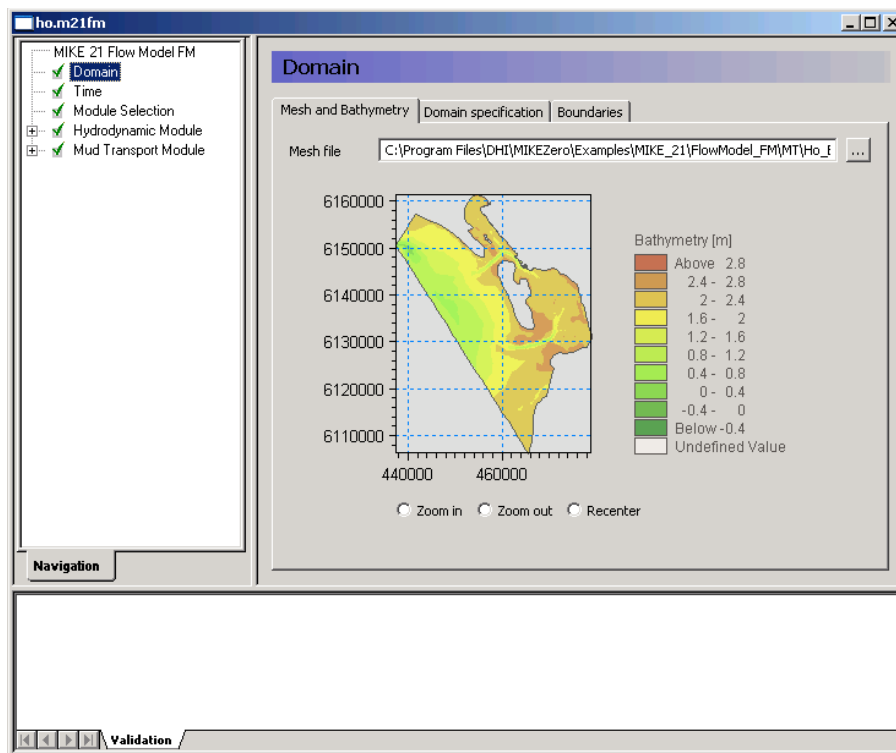 ho.m21fm
MIKE 21 Flow Model FM
Domain
Time
Module Selection
Hydrodynamic Module
Mud Transport Module
Navigation
Domain
Mesh and Bathymetry
Domain specification
Boundaries
Mesh file
C:\Program Files\DHI\MIKEZero\Examples\MIKE_21\FlowModel_FM\MT\Ho_E
...
6160000
6150000
6140000
6130000
6120000
6110000
440000
460000
Bathymetry [m]
Above 2.8
2.4 - 2.8
2 - 2.4
1.6 - 2
1.2 - 1.6
0.8 - 1.2
0.4 - 0.8
0 - 0.4
-0.4 - 0
Below -0.4
Undefined Value
Zoom in
Zoom out
Recenter
Validation